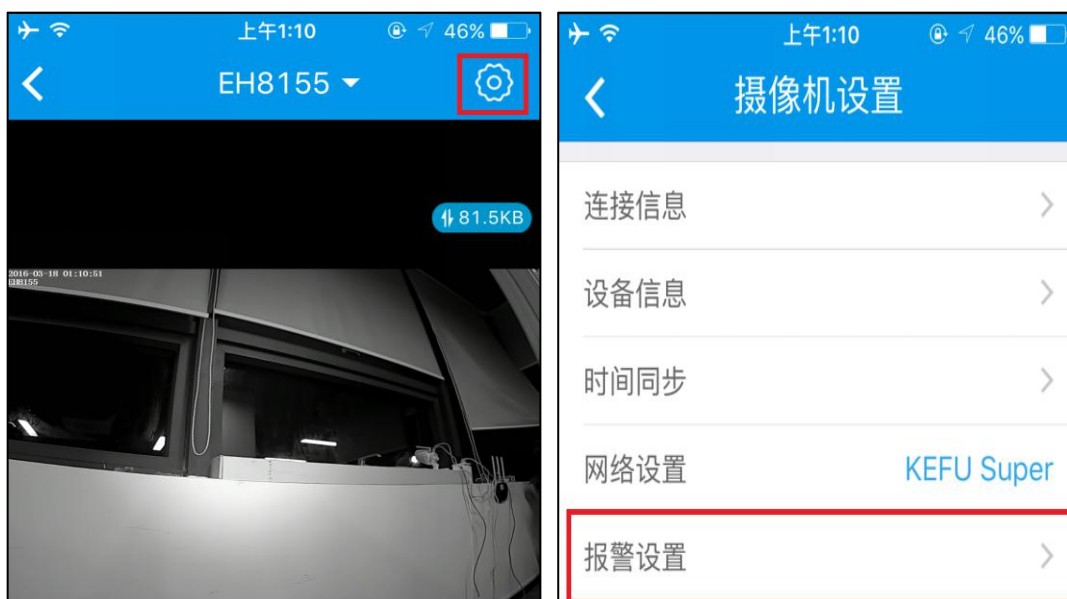 上午1:10
46%
EH8155
81.5KB
2016-03-18 01:10:51
EH8155
上午1:10
46%
摄像机设置
连接信息
设备信息
时间同步
网络设置 KEFU Super
报警设置